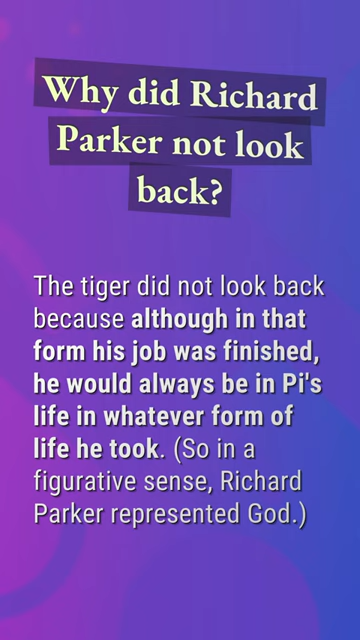 Why did Richard
Parker not look
back?
The tiger did not look back
because although in that
form his job was finished,
he would always be in Pi's
life in whatever form of
life he took. (So in a
figurative sense, Richard
Parker represented God.)